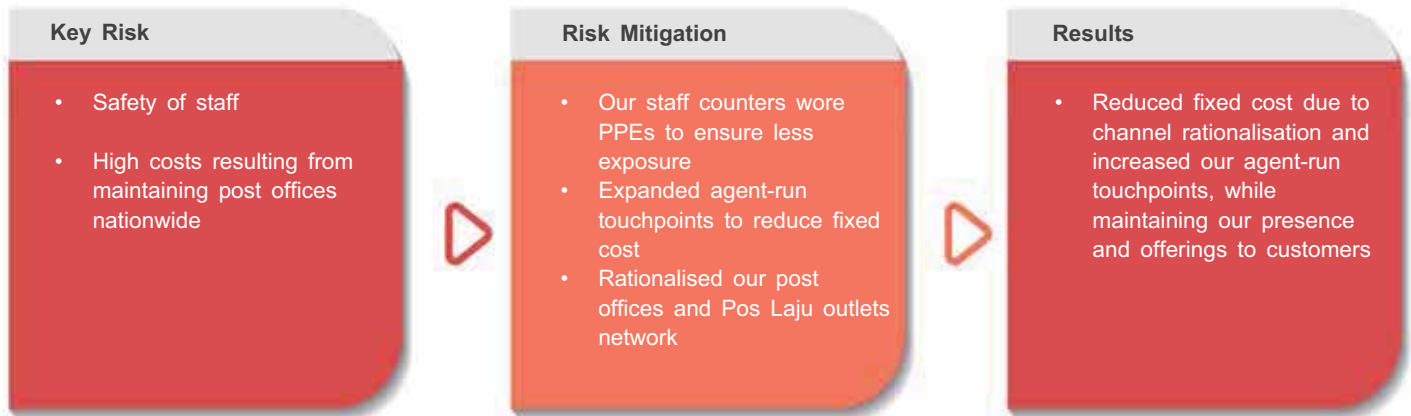 Key Risk
• Safety of staff
• High costs resulting from
maintaining post offices
nationwide
Risk Mitigation
• Our staff counters wore
PPEs to ensure less
exposure
• Expanded agent-run
touchpoints to reduce fixed
cost
• Rationalised our post
offices and Pos Laju outlets
network
Results
• Reduced fixed cost due to
channel rationalisation and
increased our agent-run
touchpoints, while
maintaining our presence
and offerings to customers